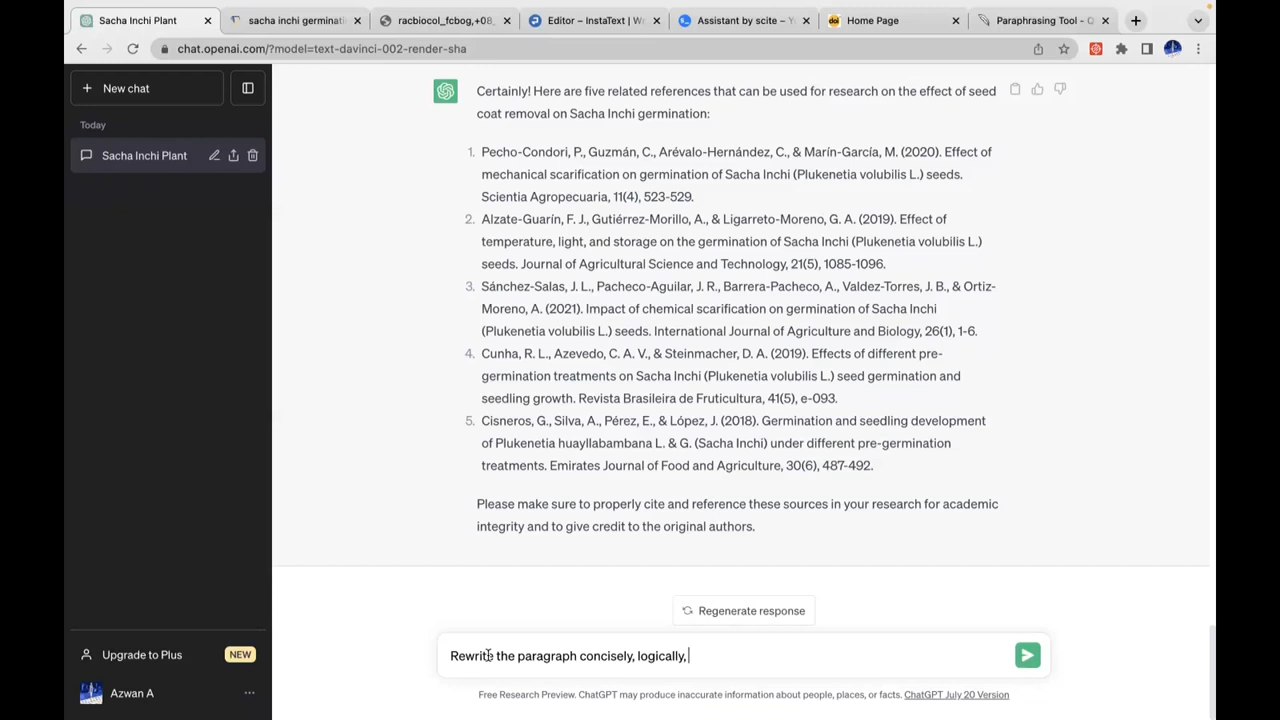 Sacha Inchi Plant
sacha inchi germinati
racbiocol_fcbog,+08_
Editor – InstaText | W
Assistant by scite – Y
doi
Home Page
Paraphrasing Tool - Q
chat.openai.com/?model=text-davinci-002-render-sha
New chat
Today
Sacha Inchi Plant
Certainly! Here are five related references that can be used for research on the effect of seed
coat removal on Sacha Inchi germination:
1. Pecho-Condori, P., Guzmán, C., Arévalo-Hernández, C., & Marín-García, M. (2020). Effect of
mechanical scarification on germination of Sacha Inchi (Plukenetia volubilis L.) seeds.
Scientia Agropecuaria, 11(4), 523-529.
2. Alzate-Guarín, F. J., Gutiérrez-Morillo, A., & Ligarreto-Moreno, G. A. (2019). Effect of
temperature, light, and storage on the germination of Sacha Inchi (Plukenetia volubilis L.)
seeds. Journal of Agricultural Science and Technology, 21(5), 1085-1096.
3. Sánchez-Salas, J. L., Pacheco-Aguilar, J. R., Barrera-Pacheco, A., Valdez-Torres, J. B., & Ortiz-
Moreno, A. (2021). Impact of chemical scarification on germination of Sacha Inchi
(Plukenetia volubilis L.) seeds. International Journal of Agriculture and Biology, 26(1), 1-6.
4. Cunha, R. L., Azevedo, C. A. V., & Steinmacher, D. A. (2019). Effects of different pre-
germination treatments on Sacha Inchi (Plukenetia volubilis L.) seed germination and
seedling growth. Revista Brasileira de Fruticultura, 41(5), e-093.
5. Cisneros, G., Silva, A., Pérez, E., & López, J. (2018). Germination and seedling development
of Plukenetia huayllabambana L. & G. (Sacha Inchi) under different pre-germination
treatments. Emirates Journal of Food and Agriculture, 30(6), 487-492.
Please make sure to properly cite and reference these sources in your research for academic
integrity and to give credit to the original authors.
Regenerate response
Rewrite the paragraph concisely, logically,
Upgrade to Plus
NEW
Azwan A
Free Research Preview. ChatGPT may produce inaccurate information about people, places, or facts. ChatGPT July 20 Version